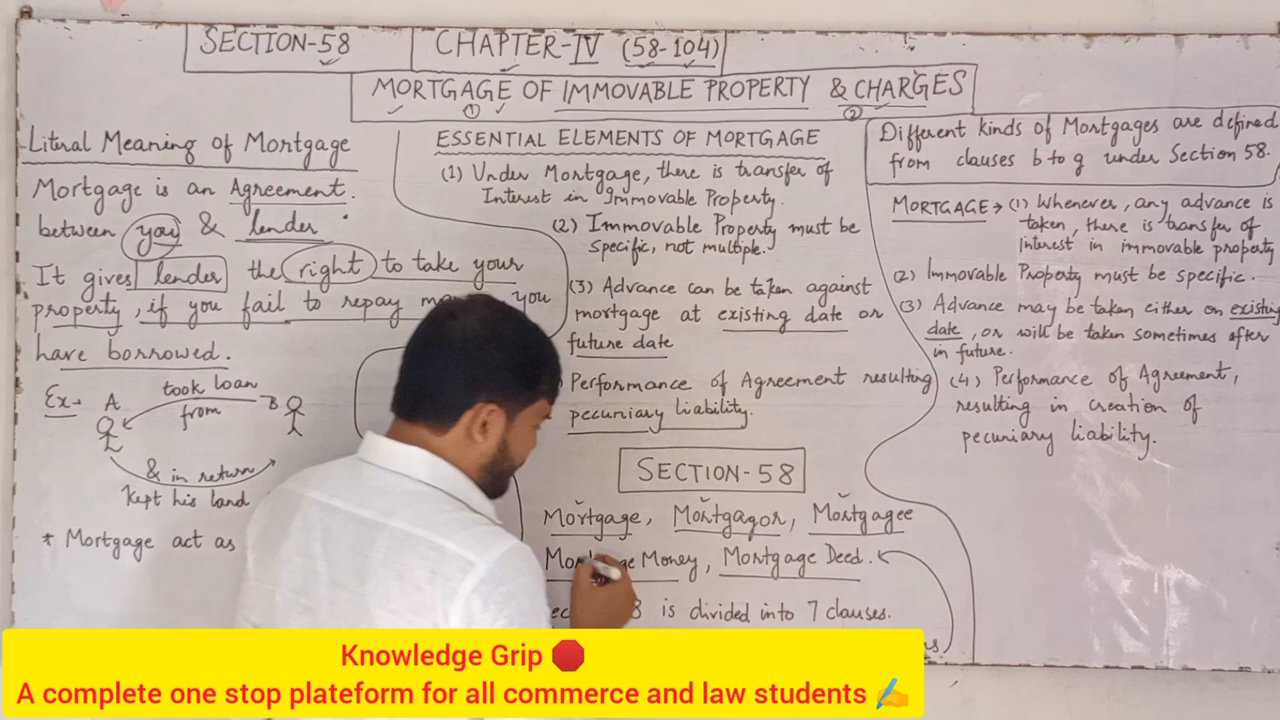 SECTION-58
CHAPTER-IV (58-104)
MORTGAGE OF IMMOVABLE PROPERTY & CHARGES
① ②
Literal Meaning of Mortgage
Mortgage is an Agreement.
between you & lender
It gives lender the right to take your
property, if you fail to repay you
have borrowed.
Ex→ A took loan B
from
& in return
Kept his land
* Mortgage act as
ESSENTIAL ELEMENTS OF MORTGAGE
(1) Under Mortgage, there is transfer of
Interest in Immovable Property.
(2) Immovable Property must be
specific, not multiple.
(3) Advance can be taken against
mortgage at existing date or
future date
Performance of Agreement resulting
pecuniary liability.
SECTION-58
Mortgage, Mortgagor, Mortgagee
Money, Mortgage Deed.
8 is divided into 7 clauses.
Different kinds of Mortgages are defined
from clauses b to g under Section 58.
MORTGAGE → (1) Whenever, any advance is
taken, there is transfer of
Interest in immovable property
(2) Immovable Property must be specific.
(3) Advance may be taken either on existing
date, or will be taken sometimes after
in future.
(4) Performance of Agreement,
resulting in creation of
pecuniary liability.
Knowledge Grip 🛑
A complete one stop plateform for all commerce and law students ✍️